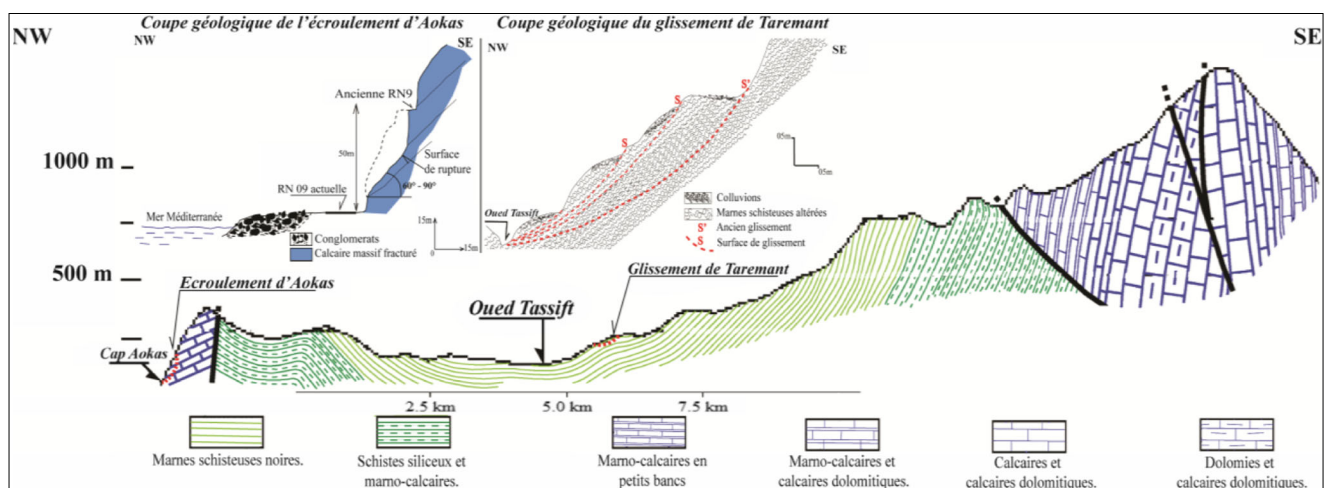 Coupe géologique de l'écroulement d'Aokas
Coupe géologique du glissement de Taremant
NW
SE
NW
SE
NW
SE
Ancienne RN9
50m
Surface
de rupture
60° - 90°
RN 09 actuelle
Mer Méditerranée
15m
0
15m
Conglomerats
Calcaire massif fracturé
S
S
S'
05m
05m
Oued Tassift
Colluvions
Marnes schisteuses altérées
S' Ancien glissement
S Surface de glissement
1000 m
500 m
Ecroulement d'Aokas
Cap Aokas
Oued Tassift
Glissement de Taremant
2.5 km
5.0 km
7.5 km
Marnes schisteuses noires.
Schistes siliceux et
marno-calcaires.
Marno-calcaires en
petits bancs
Marno-calcaires et
calcaires dolomitiques.
Calcaires et
calcaires dolomitiques.
Dolomies et
calcaires dolomitiques.